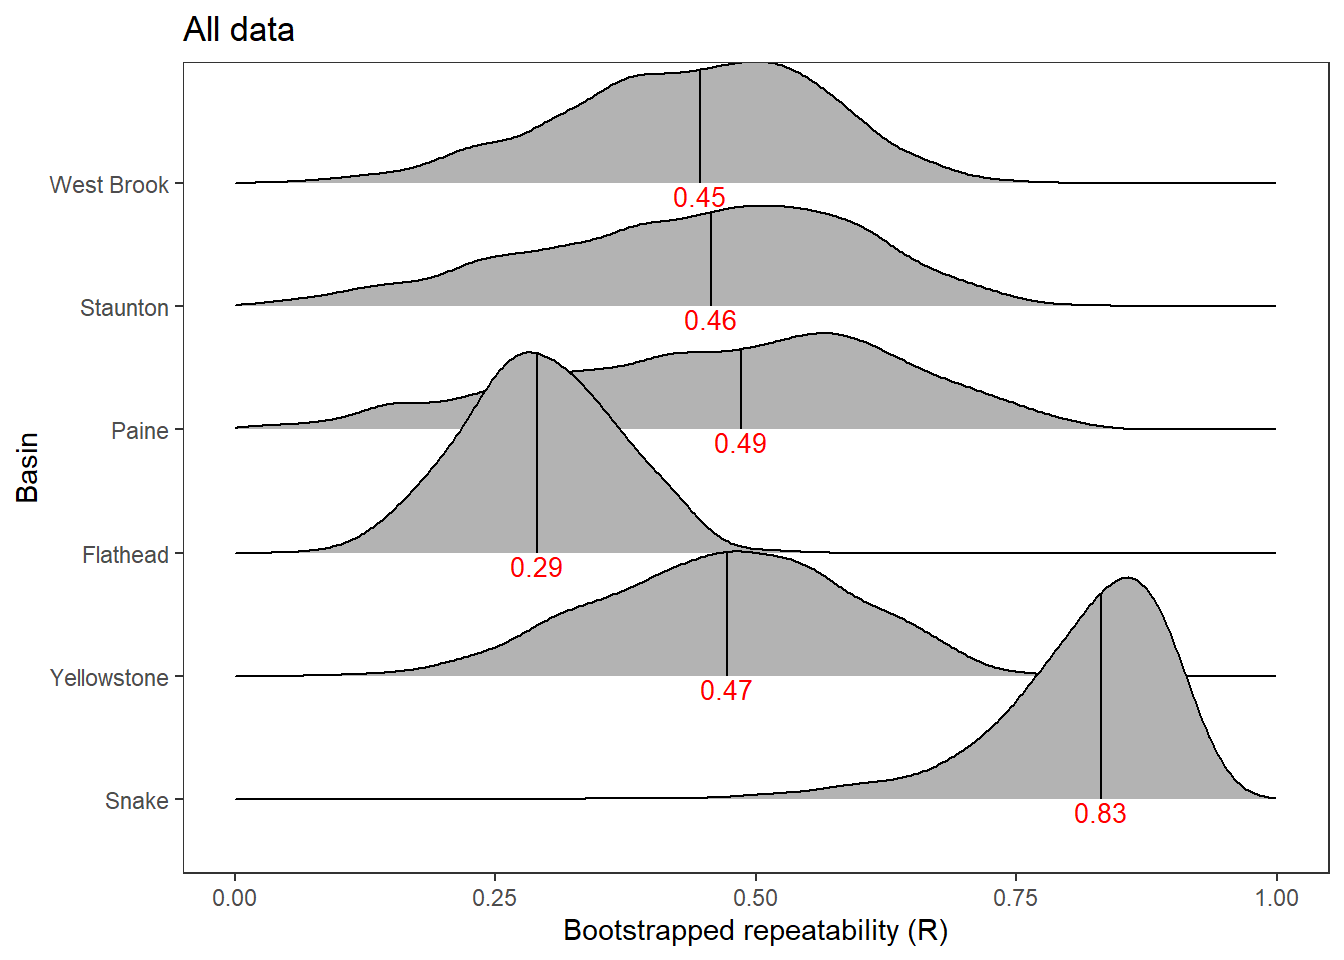 All data
West Brook
0.45
Staunton
0.46
Paine
0.49
Basin
Flathead
0.29
Yellowstone
0.47
Snake
0.83
0.00 0.25 0.50 0.75 1.00
Bootstrapped repeatability (R)